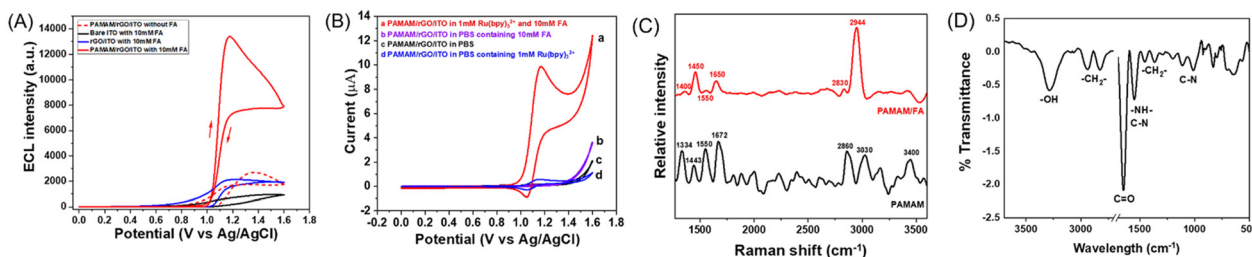 (A)
ECL intensity (a.u.)
14000
12000
10000
8000
6000
4000
2000
0
PAMAM/rGO/ITO without FA
Bare ITO with 10mM FA
rGO/ITO with 10mM FA
PAMAM/rGO/ITO with 10mM FA
0.0 0.2 0.4 0.6 0.8 1.0 1.2 1.4 1.6 1.8
Potential (V vs Ag/AgCl)
(B)
Current (µA)
14
12
10
8
6
4
2
0
-2
a PAMAM/rGO/ITO in 1mM Ru(bpy)₃²⁺ and 10mM FA
b PAMAM/rGO/ITO in PBS containing 10mM FA
c PAMAM/rGO/ITO in PBS
d PAMAM/rGO/ITO in PBS containing 1mM Ru(bpy)₃²⁺
a
b
c
d
-0.2 0.0 0.2 0.4 0.6 0.8 1.0 1.2 1.4 1.6 1.8
Potential (V vs Ag/AgCl)
(C)
Relative intensity
2944
1450
1650
1400
1550
2830
PAMAM/FA
1334
1443
1550
1672
2860
3030
3400
PAMAM
1500 2000 2500 3000 3500
Raman shift (cm⁻¹)
(D)
% Transmittance
0.5
0.0
-0.5
-1.0
-1.5
-2.0
-2.5
-OH
-CH₂-
C=O
-NH-
C-N
-CH₂-
C-N
3500 2500 1500 1000 500
Wavelength (cm⁻¹)